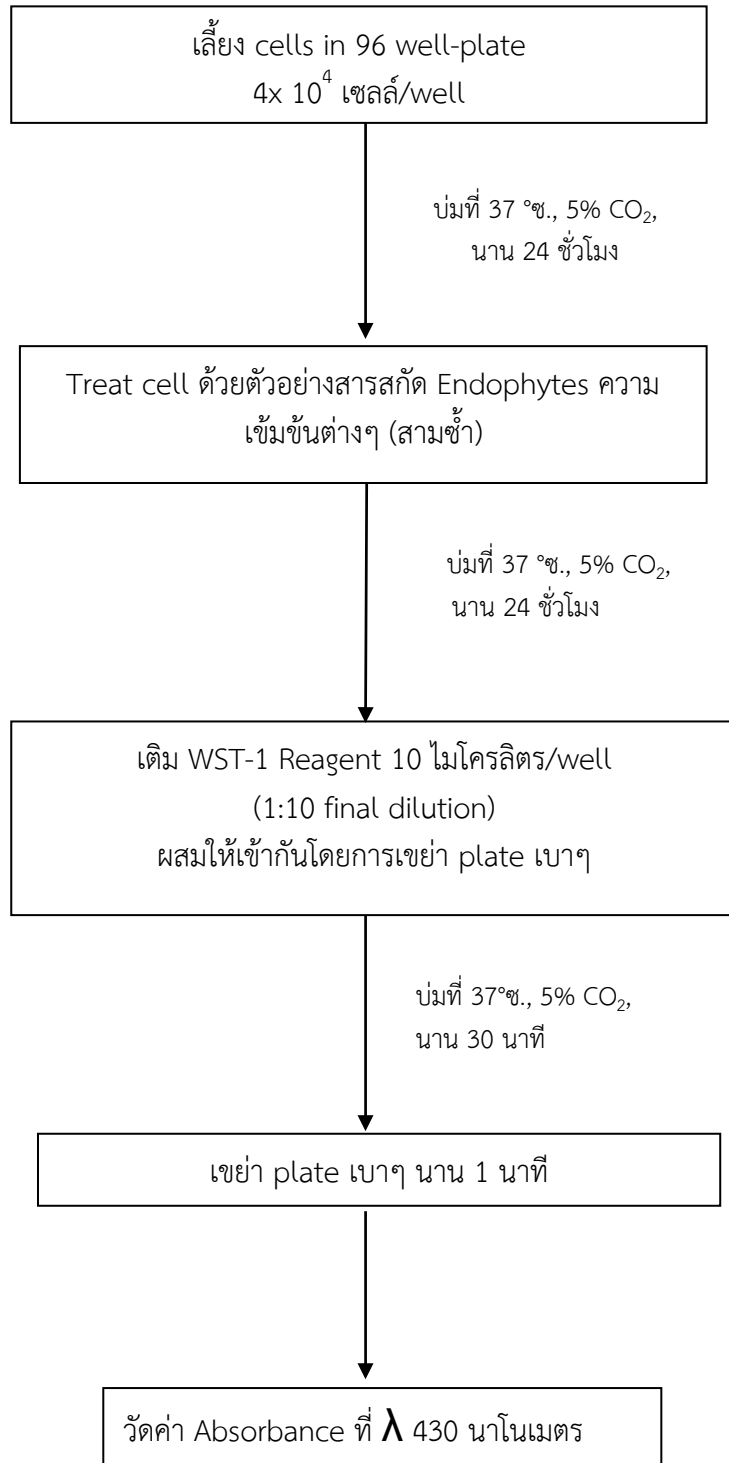 เลี้ยง cells in 96 well-plate
4x 10⁴ เซลล์/well
บ่มที่ 37 °ซ., 5% CO₂,
นาน 24 ชั่วโมง
Treat cell ด้วยตัวอย่างสารสกัด Endophytes ความ
เข้มข้นต่างๆ (สามซ้ำ)
บ่มที่ 37 °ซ., 5% CO₂,
นาน 24 ชั่วโมง
เติม WST-1 Reagent 10 ไมโครลิตร/well
(1:10 final dilution)
ผสมให้เข้ากันโดยการเขย่า plate เบาๆ
บ่มที่ 37°ซ., 5% CO₂,
นาน 30 นาที
เขย่า plate เบาๆ นาน 1 นาที
วัดค่า Absorbance ที่ λ 430 นาโนเมตร